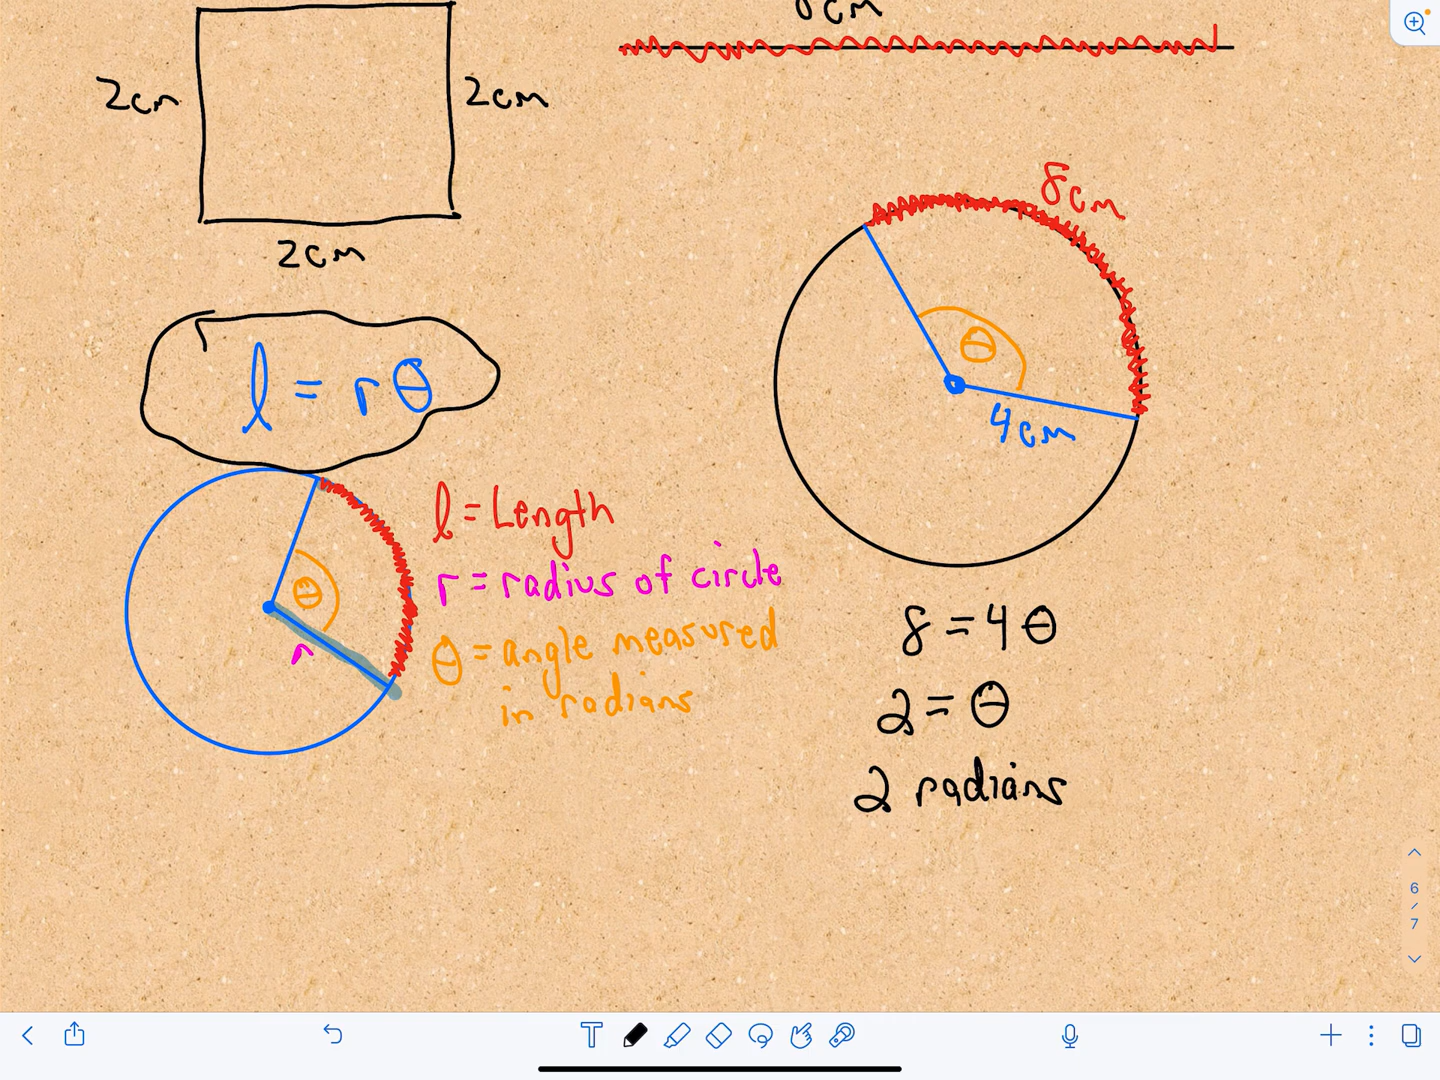 8cm
2cm
2cm
2cm
8cm
θ
4cm
l = rθ
l = Length
r = radius of circle
θ = angle measured
in radians
θ
r
8 = 4θ
2 = θ
2 radians
6
/
7
T